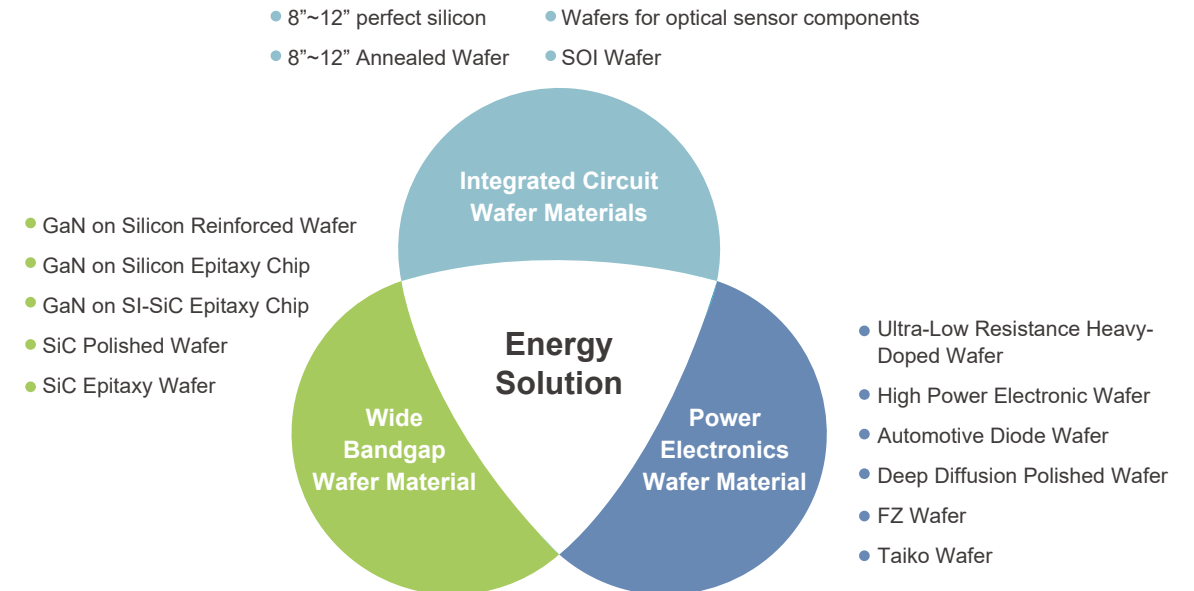 8”~12” perfect silicon
Wafers for optical sensor components
8”~12” Annealed Wafer
SOI Wafer
Integrated Circuit
Wafer Materials
GaN on Silicon Reinforced Wafer
GaN on Silicon Epitaxy Chip
GaN on SI-SiC Epitaxy Chip
SiC Polished Wafer
SiC Epitaxy Wafer
Energy
Solution
Wide
Bandgap
Wafer Material
Power
Electronics
Wafer Material
Ultra-Low Resistance Heavy-
Doped Wafer
High Power Electronic Wafer
Automotive Diode Wafer
Deep Diffusion Polished Wafer
FZ Wafer
Taiko Wafer